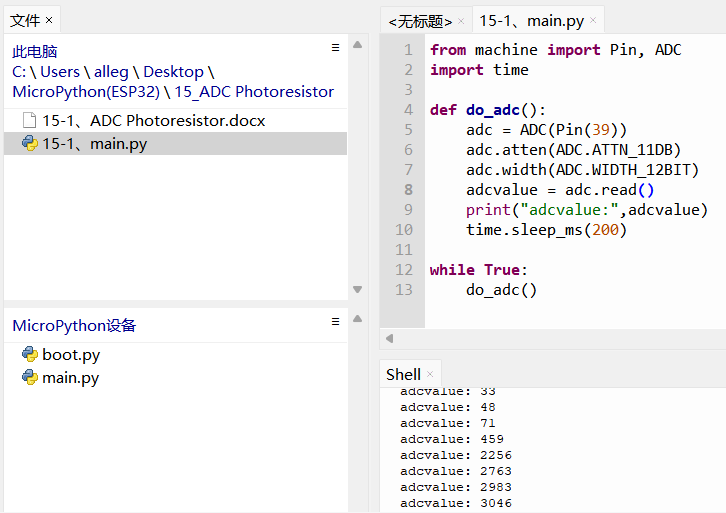 文件 ×
此电脑
C: \ Users \ alleg \ Desktop \
MicroPython(ESP32) \ 15_ADC Photoresistor
15-1、ADC Photoresistor.docx
15-1、main.py
MicroPython设备
boot.py
main.py
<无标题> × 15-1、main.py ×
1 from machine import Pin, ADC
2 import time
3
4 def do_adc():
5 adc = ADC(Pin(39))
6 adc.atten(ADC.ATTN_11DB)
7 adc.width(ADC.WIDTH_12BIT)
8 adcvalue = adc.read()
9 print("adcvalue:",adcvalue)
10 time.sleep_ms(200)
11
12 while True:
13 do_adc()
Shell ×
adcvalue: 33
adcvalue: 48
adcvalue: 71
adcvalue: 459
adcvalue: 2256
adcvalue: 2763
adcvalue: 2983
adcvalue: 3046